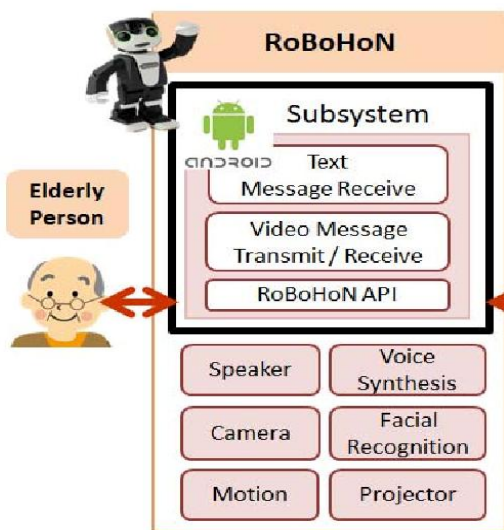 RoBoHoN
Subsystem
ANDROID
Text
Message Receive
Elderly
Person
Video Message
Transmit / Receive
RoBoHoN API
Speaker
Voice
Synthesis
Camera
Facial
Recognition
Motion
Projector